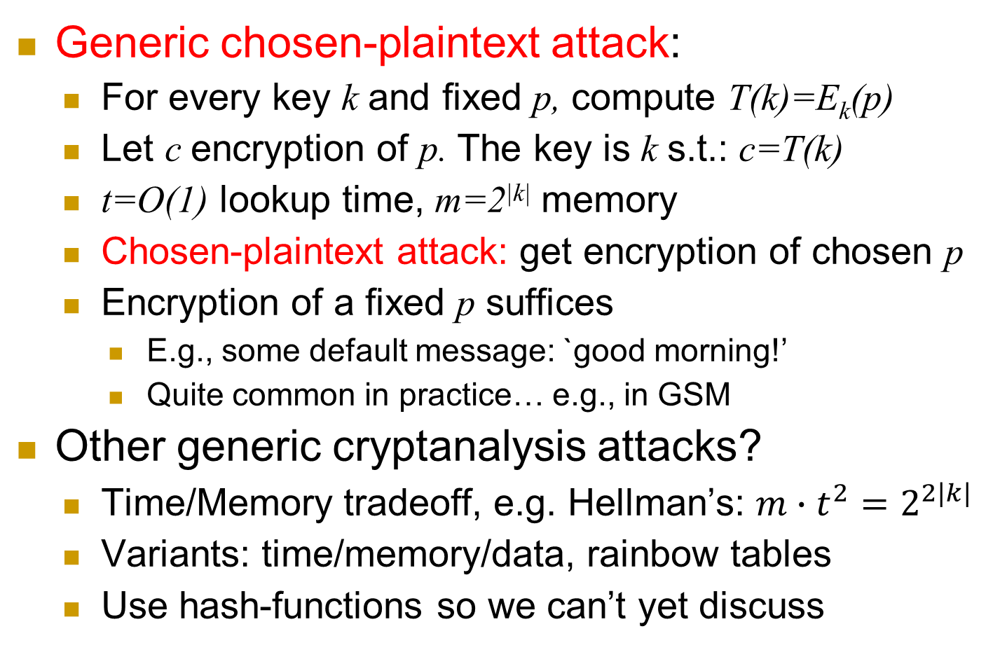 Generic chosen-plaintext attack:
For every key k and fixed p, compute T(k)=Eₖ(p)
Let c encryption of p. The key is k s.t.: c=T(k)
t=O(1) lookup time, m=2^|k| memory
Chosen-plaintext attack: get encryption of chosen p
Encryption of a fixed p suffices
E.g., some default message: `good morning!’
Quite common in practice… e.g., in GSM
Other generic cryptanalysis attacks?
Time/Memory tradeoff, e.g. Hellman’s: m · t² = 2^2|k|
Variants: time/memory/data, rainbow tables
Use hash-functions so we can’t yet discuss